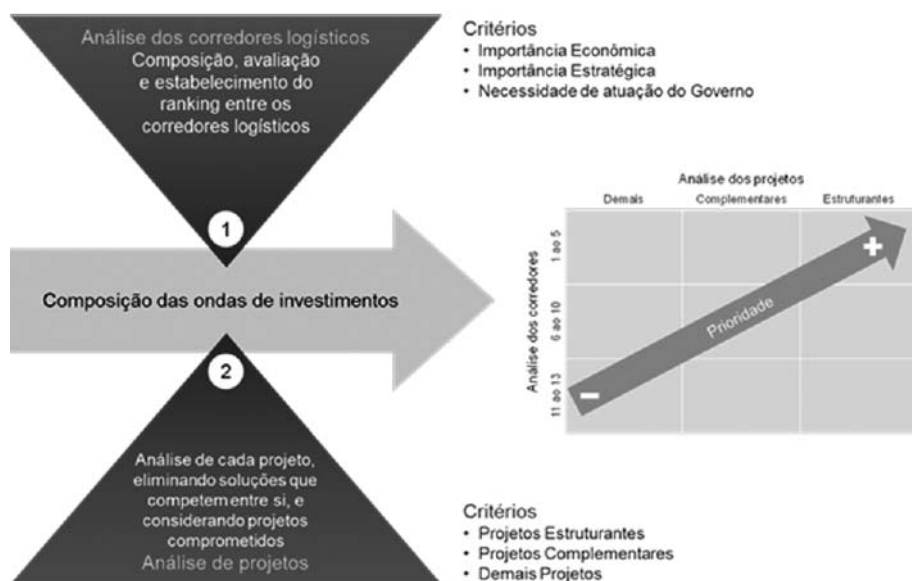 Análise dos corredores logísticos
Composição, avaliação
e estabelecimento do
ranking entre os
corredores logísticos
1
Critérios
• Importância Econômica
• Importância Estratégica
• Necessidade de atuação do Governo
Composição das ondas de investimentos
Análise dos projetos
Demais
Complementares
Estruturantes
Análise dos corredores
1 ao 5
6 ao 10
11 ao 13
+
Prioridade
−
2
Análise de cada projeto,
eliminando soluções que
competem entre si, e
considerando projetos
comprometidos
Análise de projetos
Critérios
• Projetos Estruturantes
• Projetos Complementares
• Demais Projetos